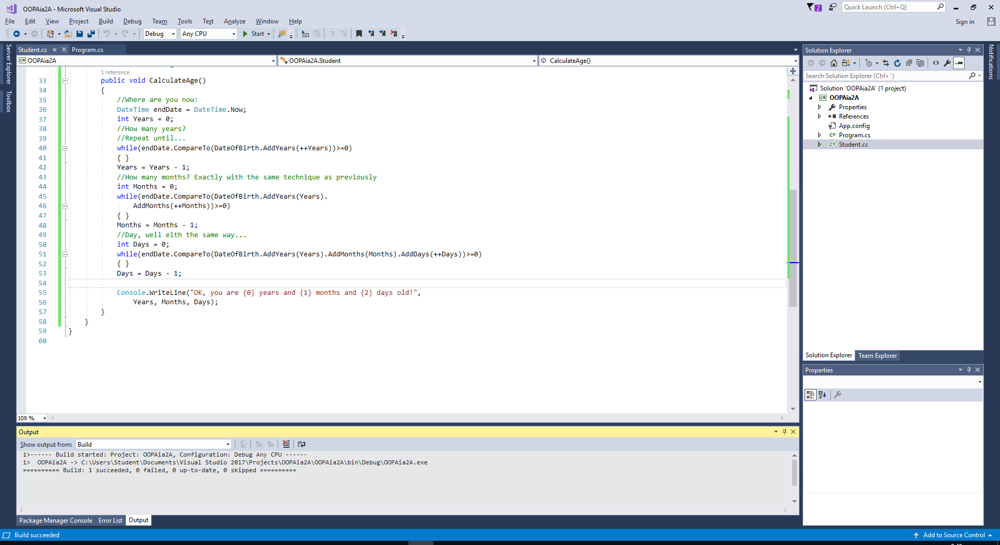 OOPAia2A - Microsoft Visual Studio
2
Quick Launch (Ctrl+Q)
File Edit View Project Build Debug Team Tools Test Analyze Window Help
Sign in
Debug Any CPU Start
Server Explorer
Toolbox
Student.cs Program.cs
OOPAia2A OOPAia2A.Student CalculateAge()
1 reference
33 public void CalculateAge()
34 {
35 //Where are you now:
36 DateTime endDate = DateTime.Now;
37 int Years = 0;
38 //How many years?
39 //Repeat until...
40 while(endDate.CompareTo(DateOfBirth.AddYears(++Years))>=0)
41 { }
42 Years = Years - 1;
43 //How many months? Exactly with the same technique as previously
44 int Months = 0;
45 while(endDate.CompareTo(DateOfBirth.AddYears(Years).
46 AddMonths(++Months))>=0)
47 { }
48 Months = Months - 1;
49 //Day, well eith the same way...
50 int Days = 0;
51 while(endDate.CompareTo(DateOfBirth.AddYears(Years).AddMonths(Months).AddDays(++Days))>=0)
52 { }
53 Days = Days - 1;
54
55 Console.WriteLine("OK, you are {0} years and {1} months and {2} days old!",
56 Years, Months, Days);
57 }
58 }
59 }
60
109 %
Output
Show output from: Build
1>------ Build started: Project: OOPAia2A, Configuration: Debug Any CPU ------
1> OOPAia2A -> C:\Users\Student\Documents\Visual Studio 2017\Projects\OOPAia2A\OOPAia2A\bin\Debug\OOPAia2A.exe
========== Build: 1 succeeded, 0 failed, 0 up-to-date, 0 skipped ==========
Package Manager Console Error List Output
Build succeeded
Solution Explorer
Search Solution Explorer (Ctrl+¨)
Solution 'OOPAia2A' (1 project)
OOPAia2A
Properties
References
App.config
Program.cs
Student.cs
Solution Explorer Team Explorer
Properties
Notifications
Add to Source Control